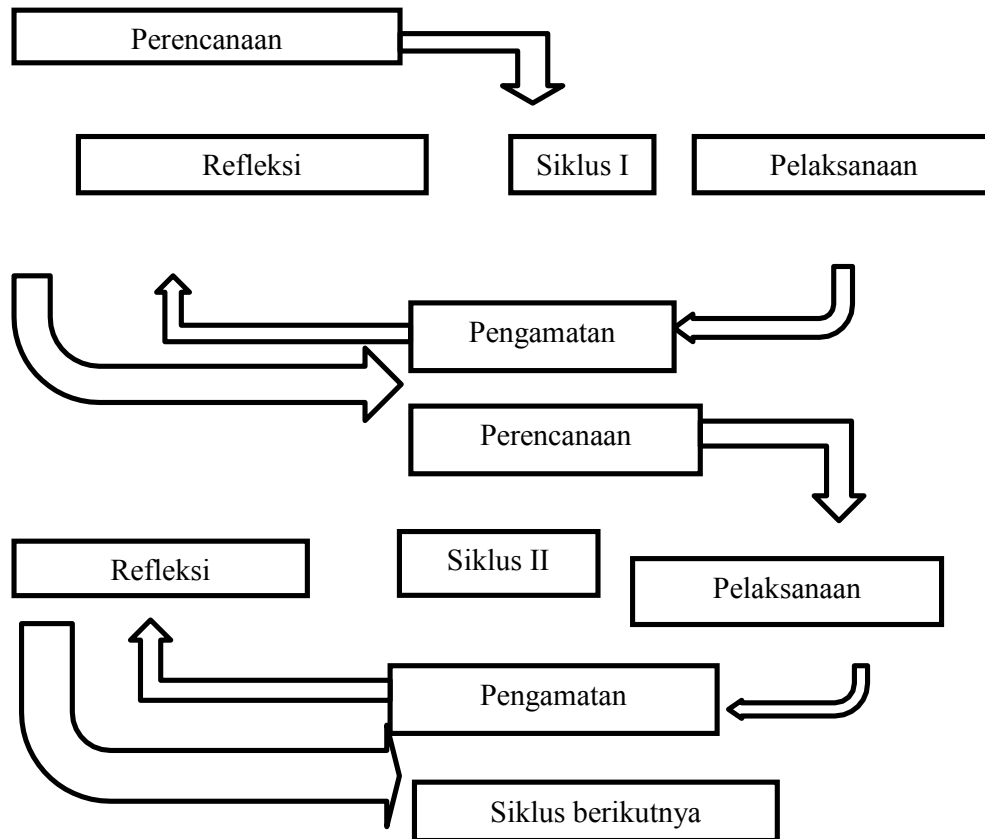 Perencanaan
Refleksi
Siklus I
Pelaksanaan
Pengamatan
Perencanaan
Refleksi
Siklus II
Pelaksanaan
Pengamatan
Siklus berikutnya